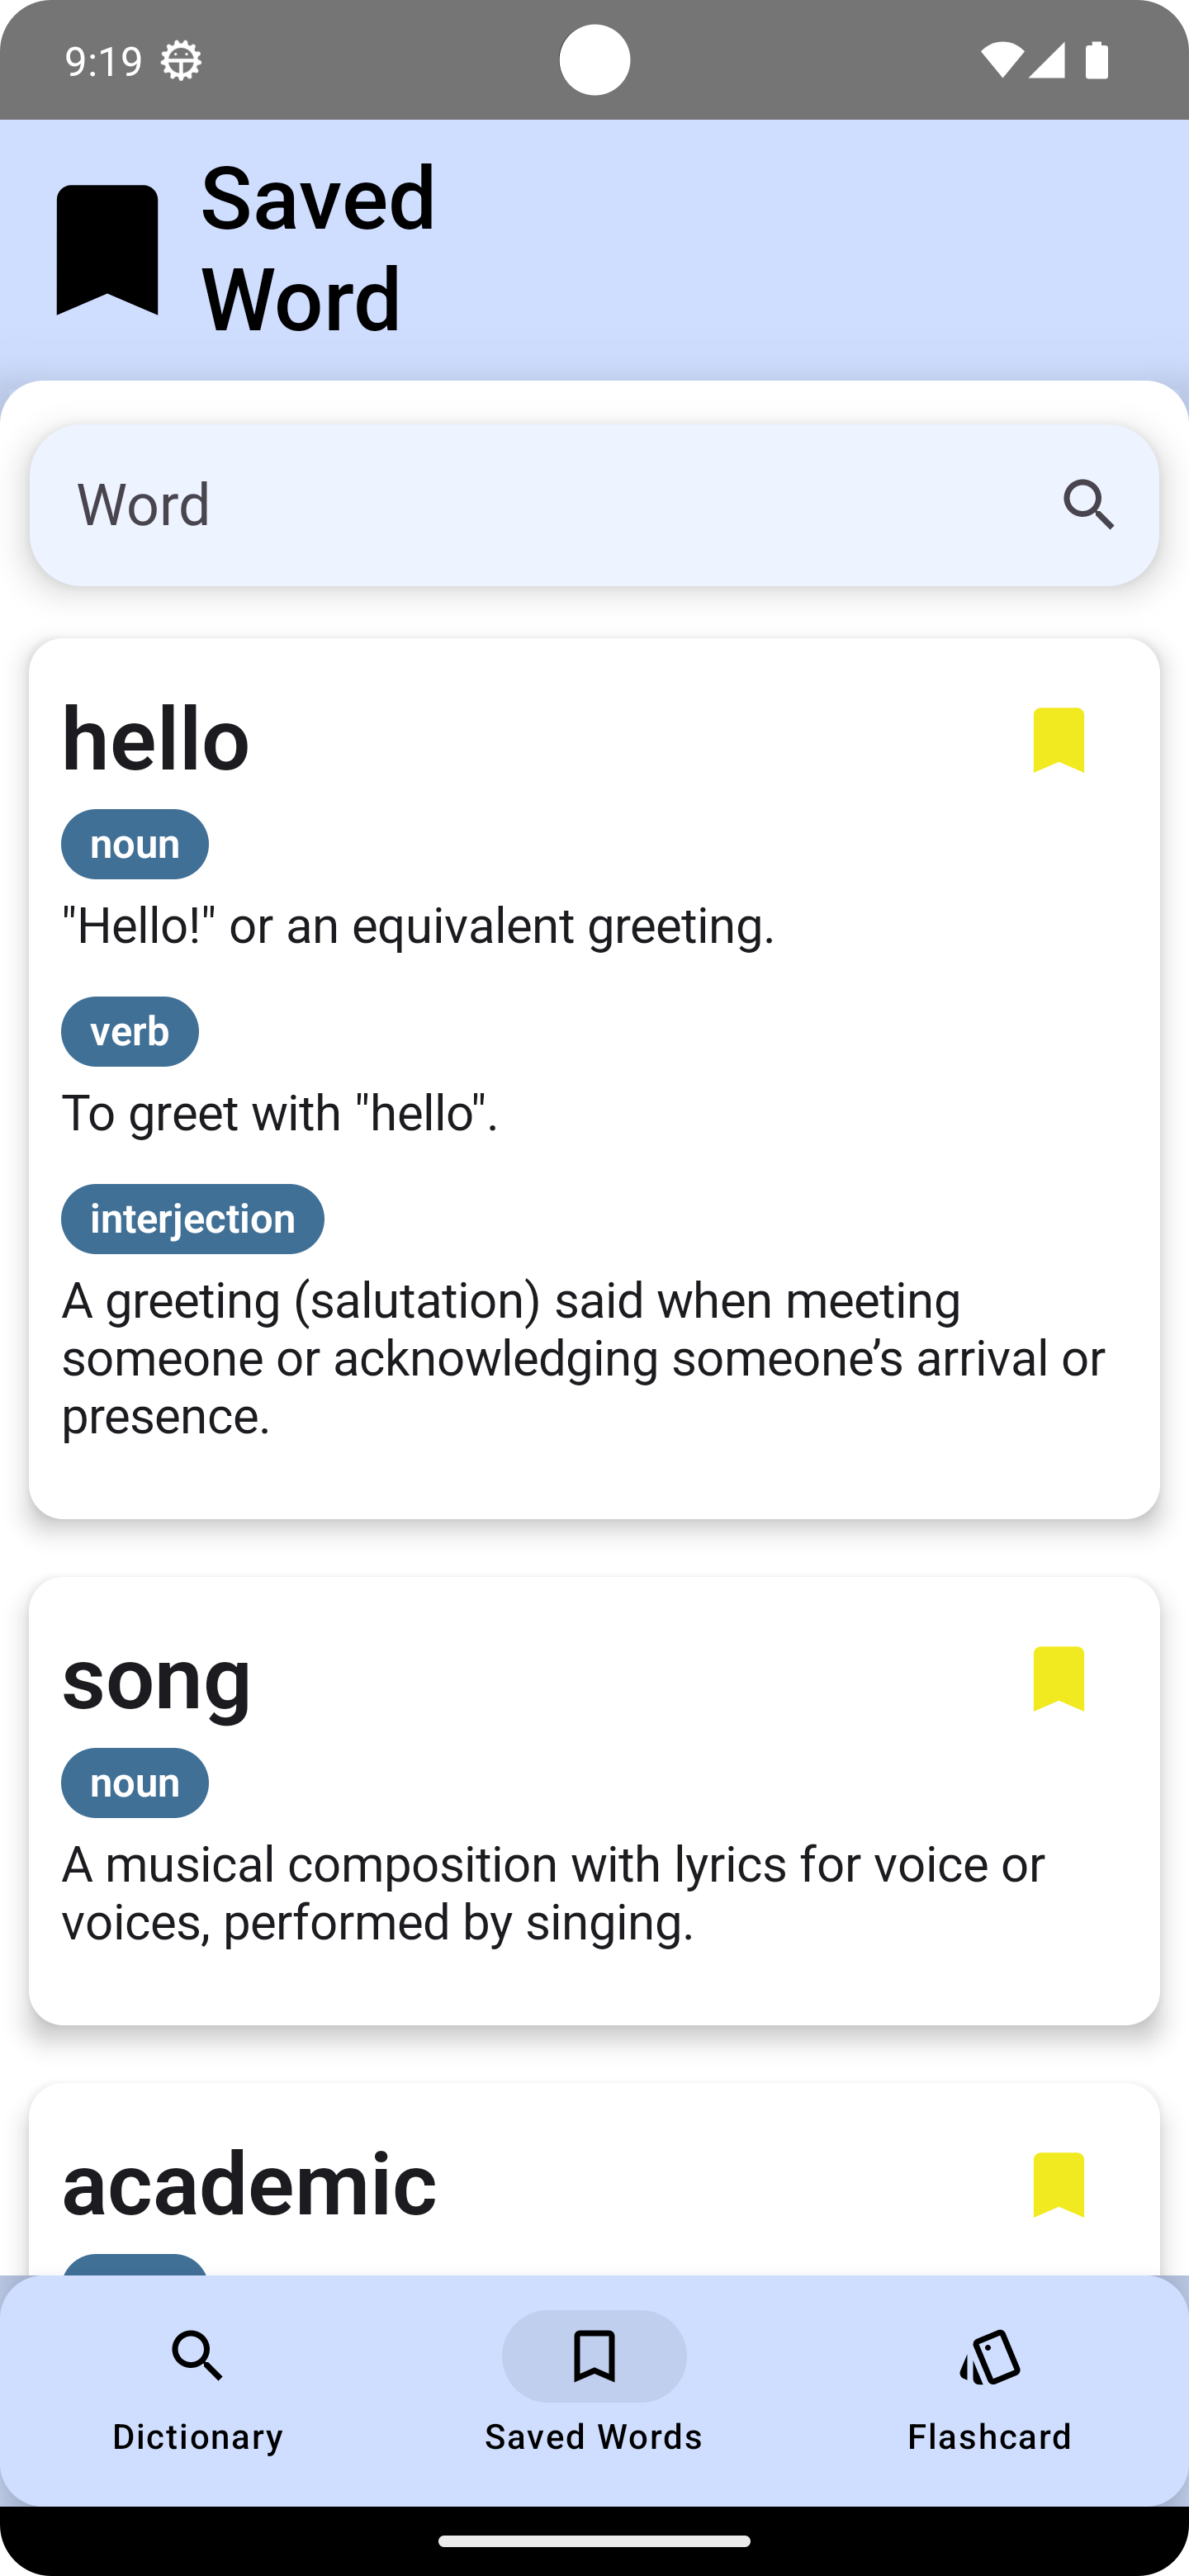 9:19
Saved
Word
Word
hello
noun
"Hello!" or an equivalent greeting.
verb
To greet with "hello".
interjection
A greeting (salutation) said when meeting
someone or acknowledging someone’s arrival or
presence.
song
noun
A musical composition with lyrics for voice or
voices, performed by singing.
academic
Dictionary
Saved Words
Flashcard